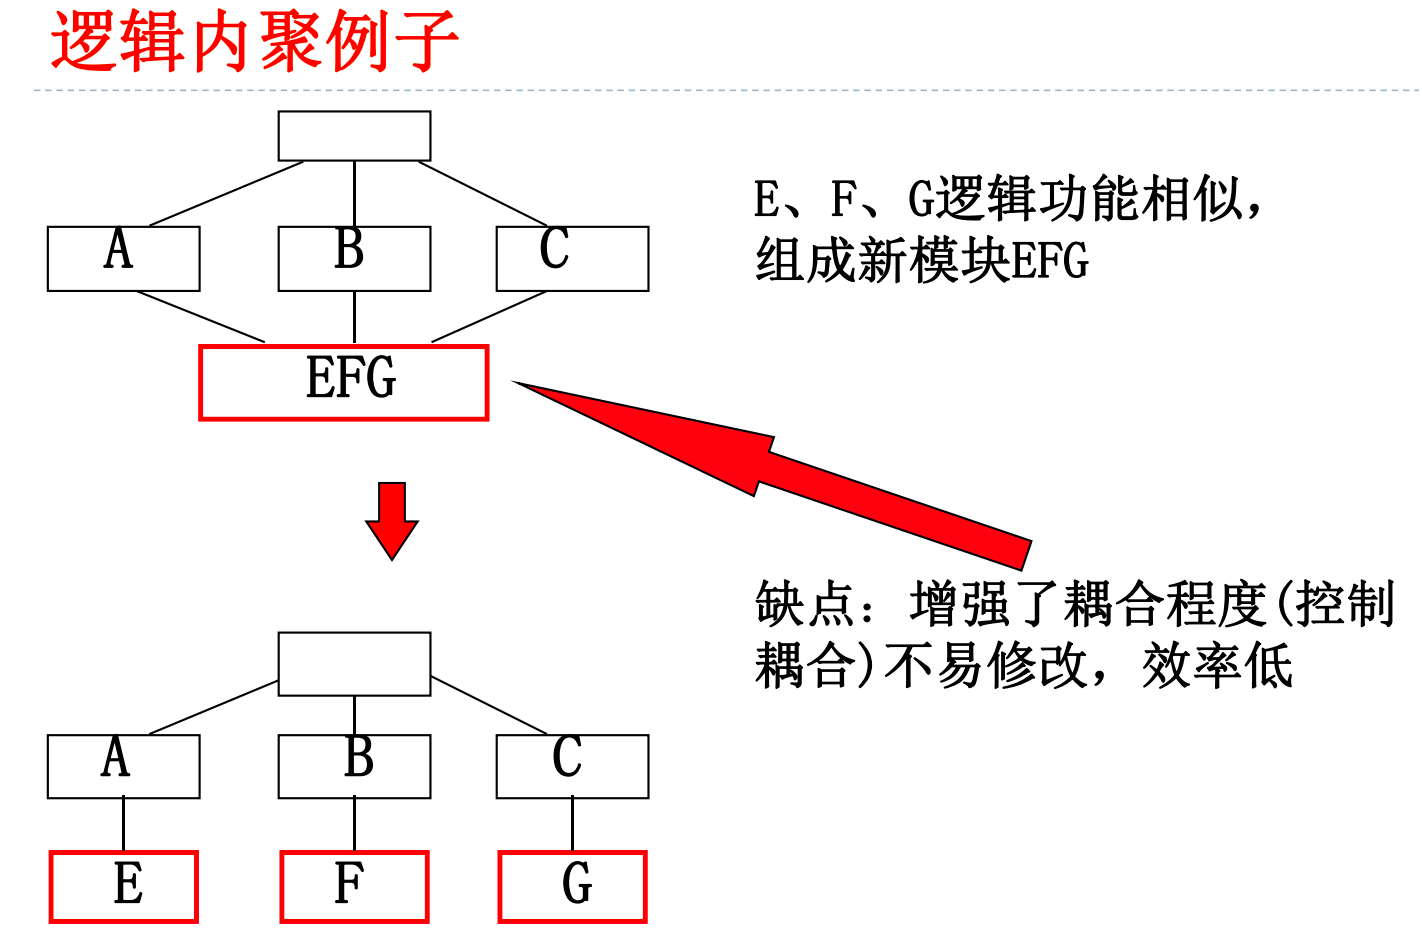 逻辑内聚例子
A
B
C
EFG
E、F、G逻辑功能相似，
组成新模块EFG
缺点：增强了耦合程度(控制
耦合)不易修改，效率低
A
B
C
E
F
G